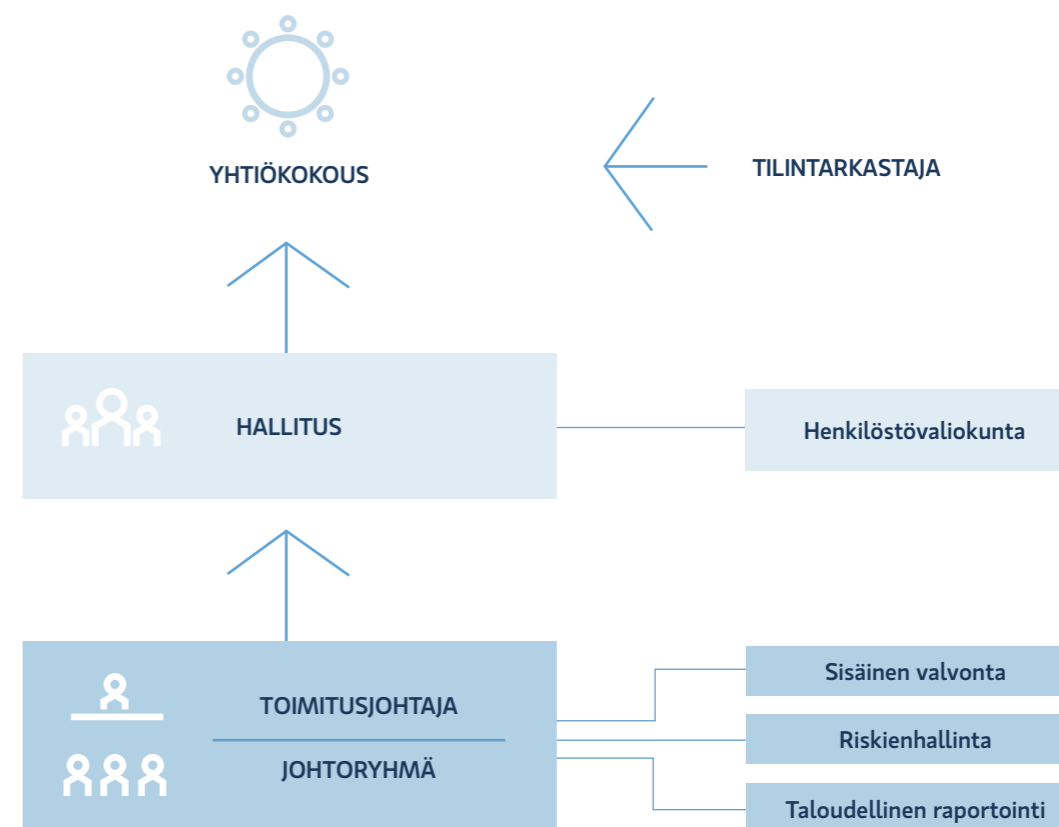 YHTIÖKOKOUS
TILINTARKASTAJA
HALLITUS
Henkilöstövaliokunta
TOIMITUSJOHTAJA
JOHTORYHMÄ
Sisäinen valvonta
Riskienhallinta
Taloudellinen raportointi